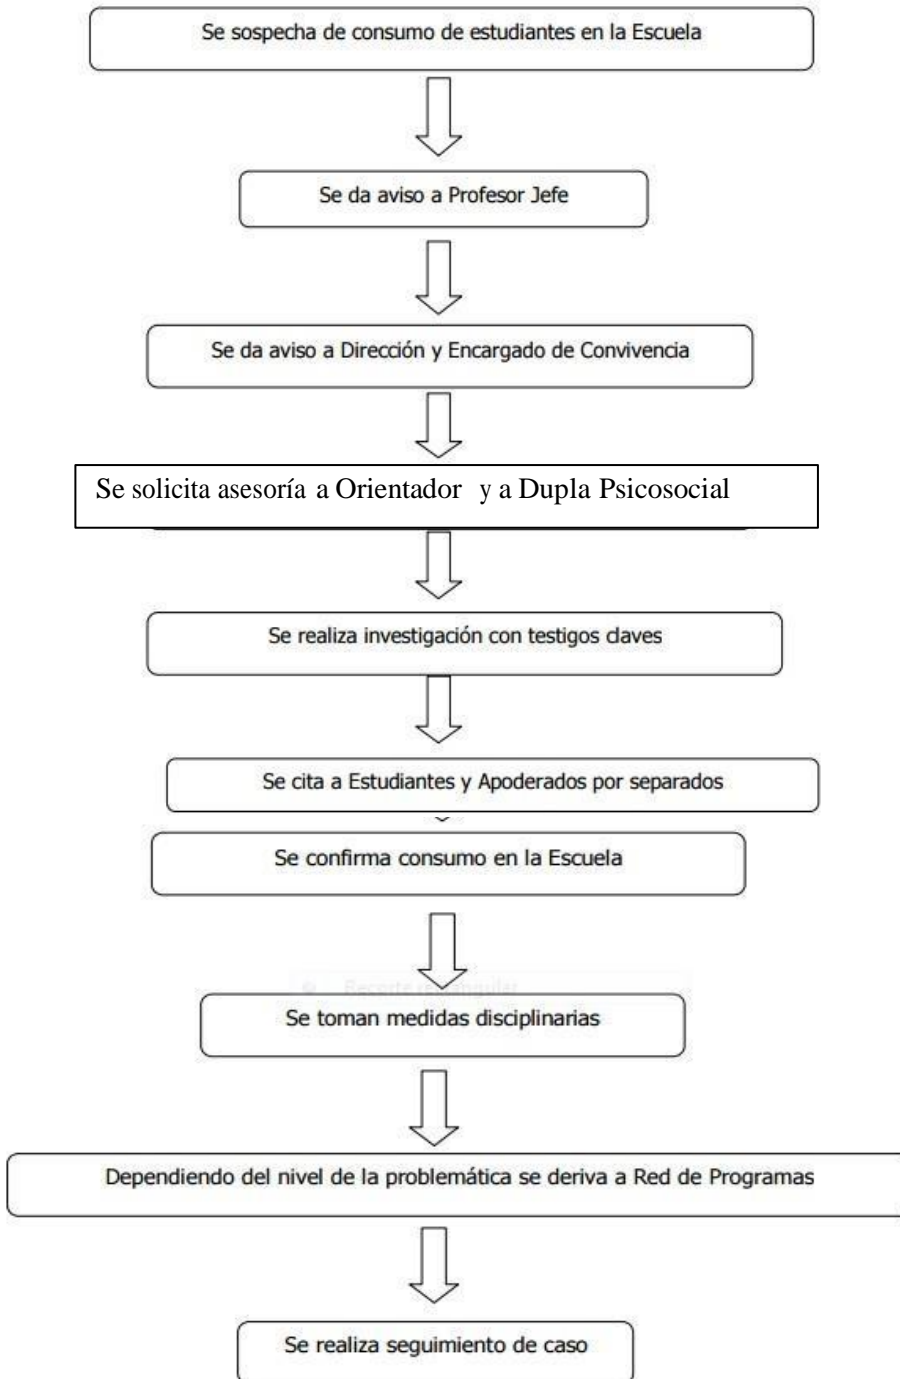 Se sospecha de consumo de estudiantes en la Escuela
Se da aviso a Profesor Jefe
Se da aviso a Dirección y Encargado de Convivencia
Se solicita asesoría a Orientador y a Dupla Psicosocial
Se realiza investigación con testigos claves
Se cita a Estudiantes y Apoderados por separados
Se confirma consumo en la Escuela
Recorte rectangular
Se toman medidas disciplinarias
Dependiendo del nivel de la problemática se deriva a Red de Programas
Se realiza seguimiento de caso